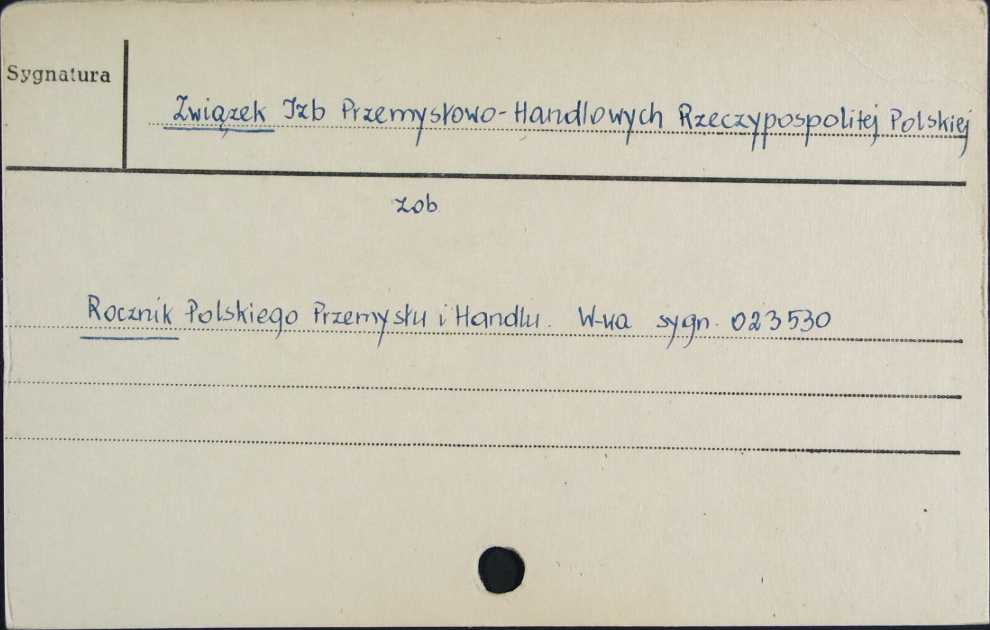 Sygnatura
Związek Izb Przemysłowo-Handlowych Rzeczypospolitej Polskiej
zob
Rocznik Polskiego Przemysłu i Handlu. W-wa sygn. 023530